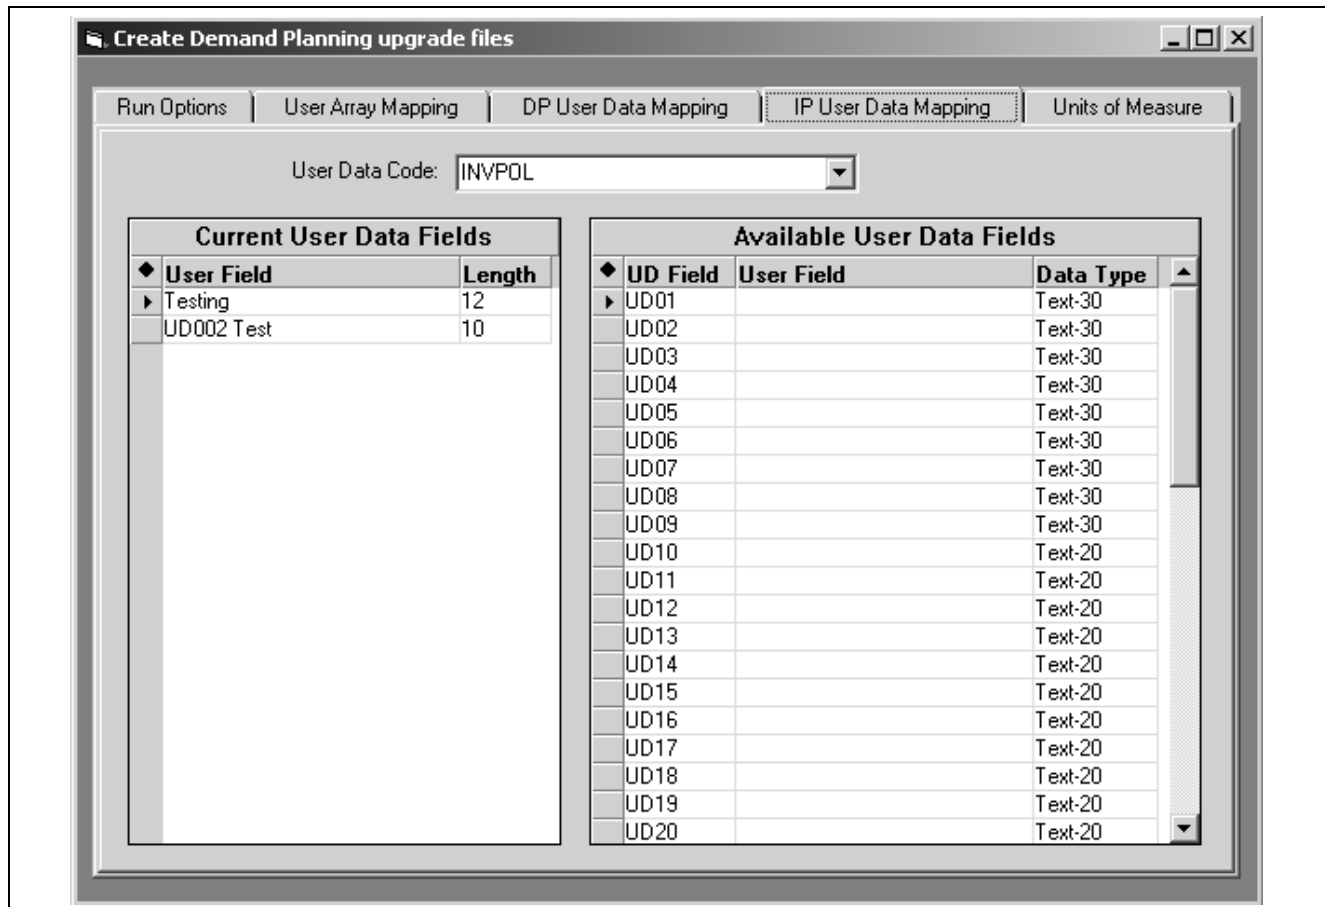 Create Demand Planning upgrade files
Run Options User Array Mapping DP User Data Mapping IP User Data Mapping Units of Measure
User Data Code: INVPOL
Current User Data Fields
User Field Length
Testing 12
UD002 Test 10
Available User Data Fields
UD Field User Field Data Type
UD01 Text-30
UD02 Text-30
UD03 Text-30
UD04 Text-30
UD05 Text-30
UD06 Text-30
UD07 Text-30
UD08 Text-30
UD09 Text-30
UD10 Text-20
UD11 Text-20
UD12 Text-20
UD13 Text-20
UD14 Text-20
UD15 Text-20
UD16 Text-20
UD17 Text-20
UD18 Text-20
UD19 Text-20
UD20 Text-20